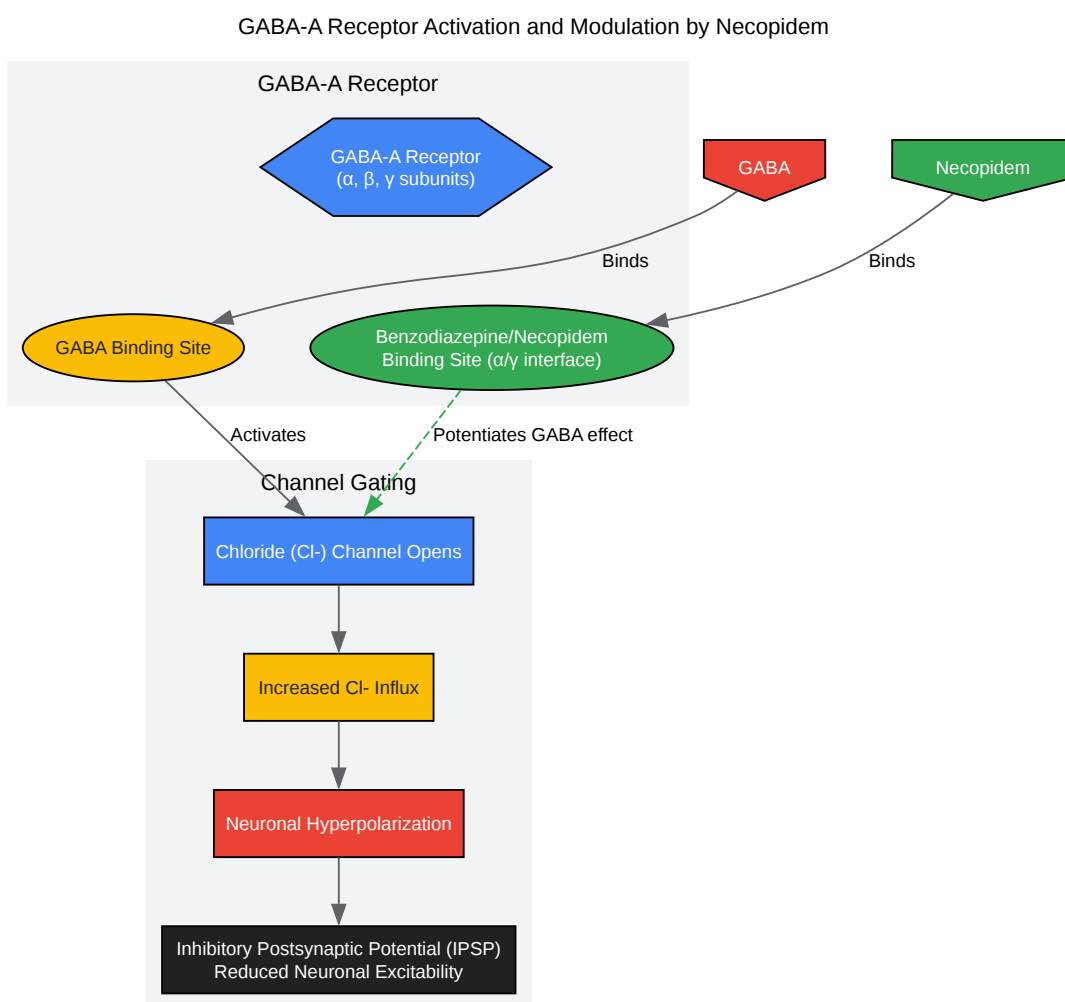 GABA-A Receptor Activation and Modulation by Necopidem
GABA-A Receptor
GABA-A Receptor
(α, β, γ subunits)
GABA
Necopidem
Binds
Binds
GABA Binding Site
Benzodiazepine/Necopidem
Binding Site (α/γ interface)
Activates
Potentiates GABA effect
Channel Gating
Chloride (Cl-) Channel Opens
Increased Cl- Influx
Neuronal Hyperpolarization
Inhibitory Postsynaptic Potential (IPSP)
Reduced Neuronal Excitability